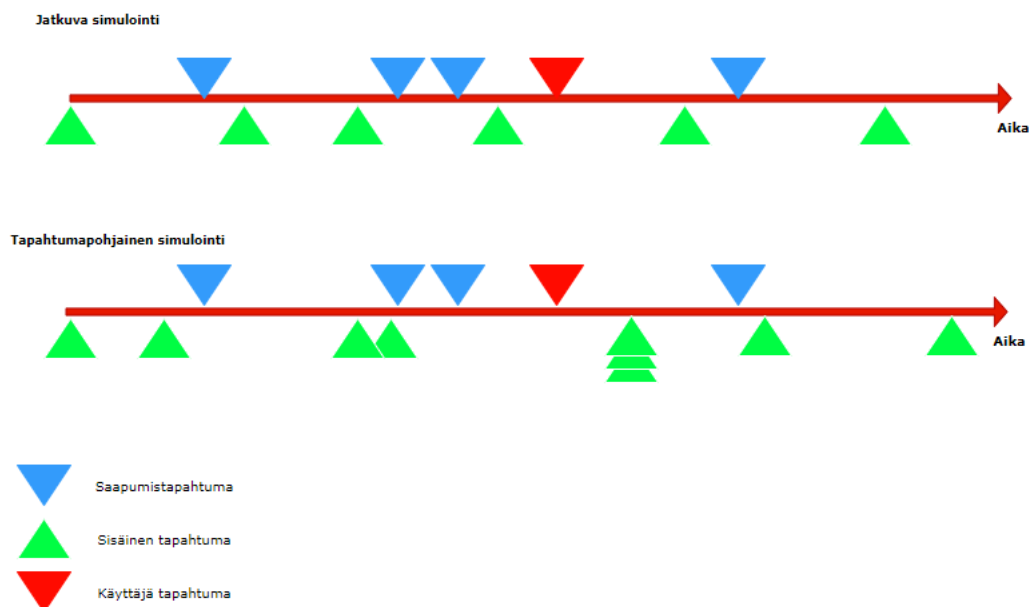 Jatkuva simulointi
Aika
Tapahtumapohjainen simulointi
Aika
Saapumistapahtuma
Sisäinen tapahtuma
Käyttäjä tapahtuma